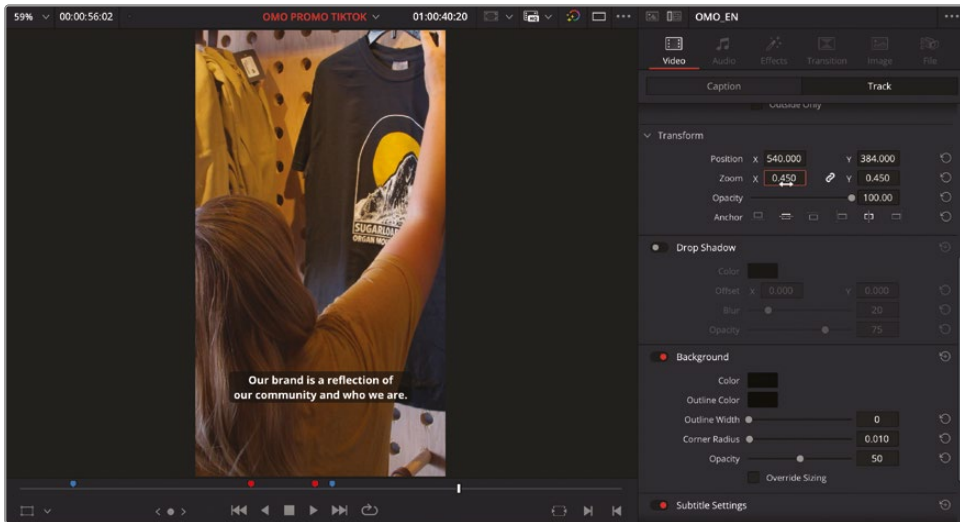 59% 00:00:56:02 OMO PROMO TIKTOK 01:00:40:20 OMO_EN
Video Audio Effects Transition Image File
Caption Track
Outside Only
Transform
Position X 540.000 Y 384.000
Zoom X 0.450 Y 0.450
Opacity 100.00
Anchor
Drop Shadow
Color
Offset X 0.000 Y 0.000
Blur 20
Opacity 75
Background
Color
Outline Color
Outline Width 0
Corner Radius 0.010
Opacity 50
Override Sizing
Subtitle Settings
SUGARLOA
ORGAN MO
Our brand is a reflection of
our community and who we are.